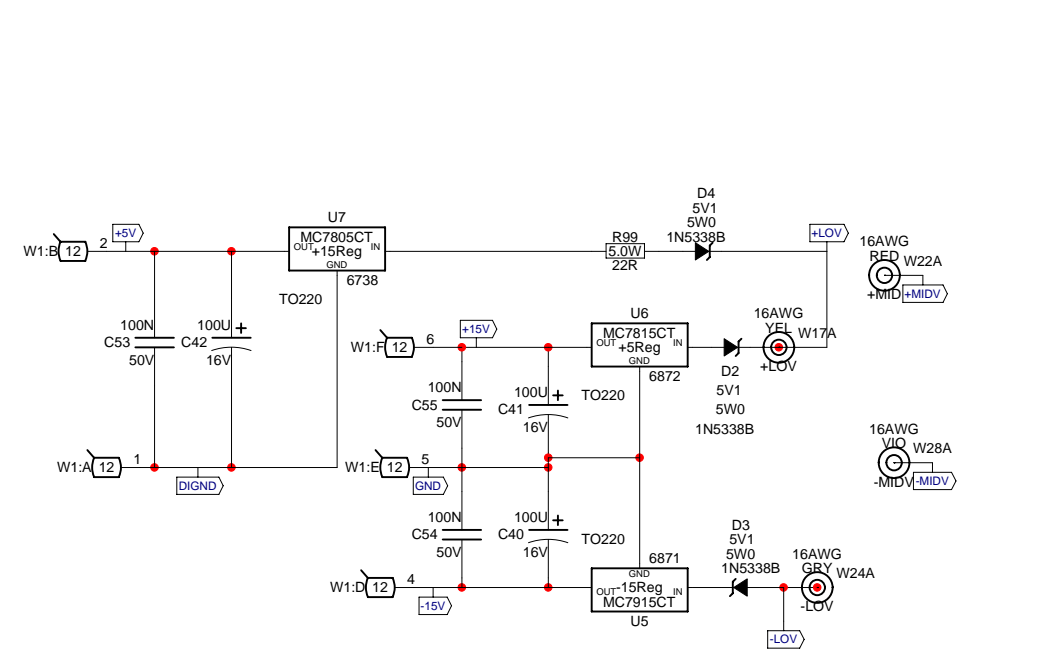 D4
5V1
5W0
1N5338B
U7
MC7805CT
OUT +15Reg IN
GND
6738
TO220
W1:B 12 2
+5V
R99
5.0W
22R
+LOV
16AWG
RED
W22A
+MID
+MIDV
100N
C53
50V
100U +
C42
16V
W1:F 12 6
+15V
U6
MC7815CT
OUT +5Reg IN
GND
6872
TO220
16AWG
YEL
W17A
+LOV
D2
5V1
5W0
1N5338B
100N
C55
50V
100U +
C41
16V
16AWG
VIO
W28A
-MIDV
-MIDV
W1:A 12 1
DIGND
W1:E 12 5
GND
100N
C54
50V
100U +
C40
16V
TO220
D3
5V1
5W0
1N5338B
16AWG
GRY
W24A
-LOV
W1:D 12 4
-15V
6871
GND
OUT -15Reg IN
MC7915CT
U5
-LOV